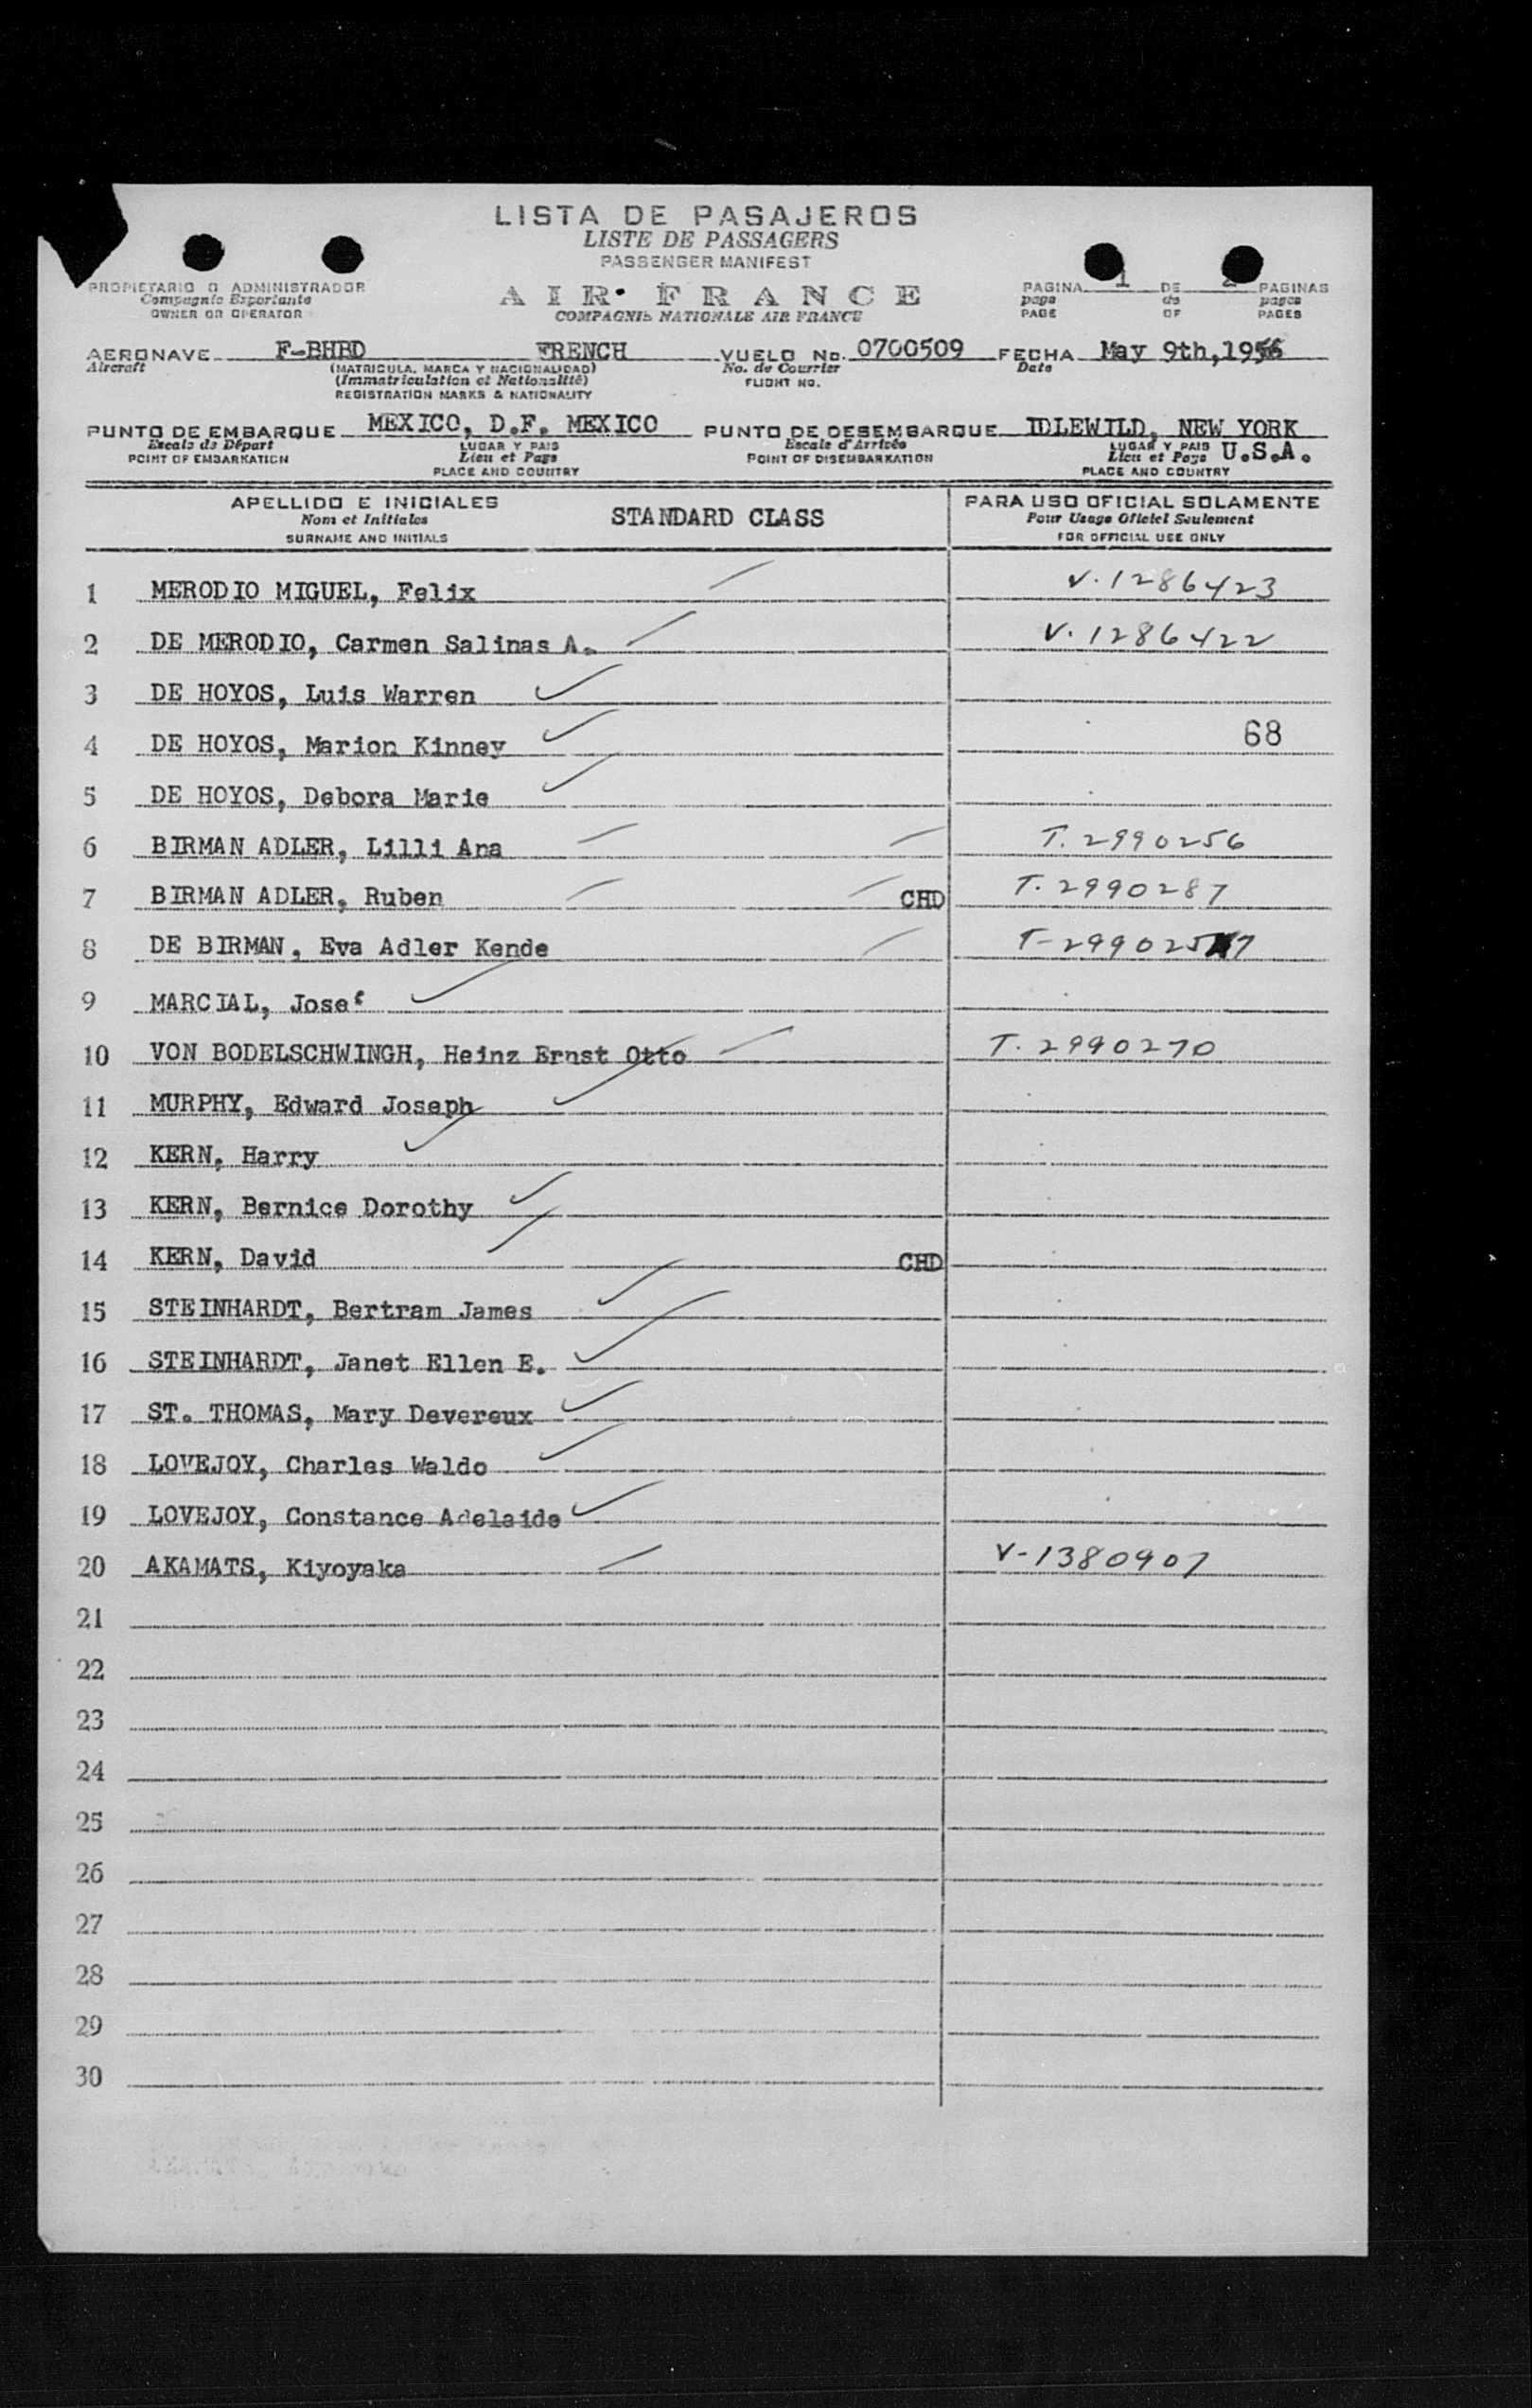 LISTA DE PASAJEROS
LISTE DE PASSAGERS
PASSENGER MANIFEST
AIR FRANCE
COMPAGNIE NATIONALE AIR FRANCE
PROPIETARIO O ADMINISTRADOR
Compagnie Exportante
OWNER OR OPERATOR
PAGINA 1 DE 2 PAGINAS
page de pages
PAGE OF PAGES
AERONAVE F-BHBD FRENCH VUELO No. 0700509 FECHA May 9th, 1956
Aircraft (MATRICULA, MARCA Y NACIONALIDAD) No. de Courrier Date
(Immatriculation et Nationalité) FLIGHT NO.
REGISTRATION MARKS & NATIONALITY
PUNTO DE EMBARQUE MEXICO, D.F. MEXICO PUNTO DE DESEMBARQUE IDLEWILD, NEW YORK
Escale de Départ LUGAR Y PAIS Escale d'Arrivée LUGAR Y PAIS U.S.A.
POINT OF EMBARKATION Lieu et Pays POINT OF DISEMBARKATION Lieu et Pays
PLACE AND COUNTRY PLACE AND COUNTRY
APELLIDO E INICIALES STANDARD CLASS PARA USO OFICIAL SOLAMENTE
Nom et Initiales Pour Usage Officiel Seulement
SURNAME AND INITIALS FOR OFFICIAL USE ONLY
1 MERODIO MIGUEL, Felix V. 1286423
2 DE MERODIO, Carmen Salinas A. V. 1286422
3 DE HOYOS, Luis Warren
4 DE HOYOS, Marion Kinney 68
5 DE HOYOS, Debora Marie
6 BIRMAN ADLER, Lilli Ana T. 2990256
7 BIRMAN ADLER, Ruben CHD T. 2990287
8 DE BIRMAN, Eva Adler Kende T-2990257
9 MARCIAL, Jose
10 VON BODELSCHWINGH, Heinz Ernst Otto T. 2990270
11 MURPHY, Edward Joseph
12 KERN, Harry
13 KERN, Bernice Dorothy
14 KERN, David CHD
15 STEINHARDT, Bertram James
16 STEINHARDT, Janet Ellen E.
17 ST. THOMAS, Mary Devereux
18 LOVEJOY, Charles Waldo
19 LOVEJOY, Constance Adelaide
20 AKAMATS, Kiyoyaka V-1380907
21
22
23
24
25
26
27
28
29
30